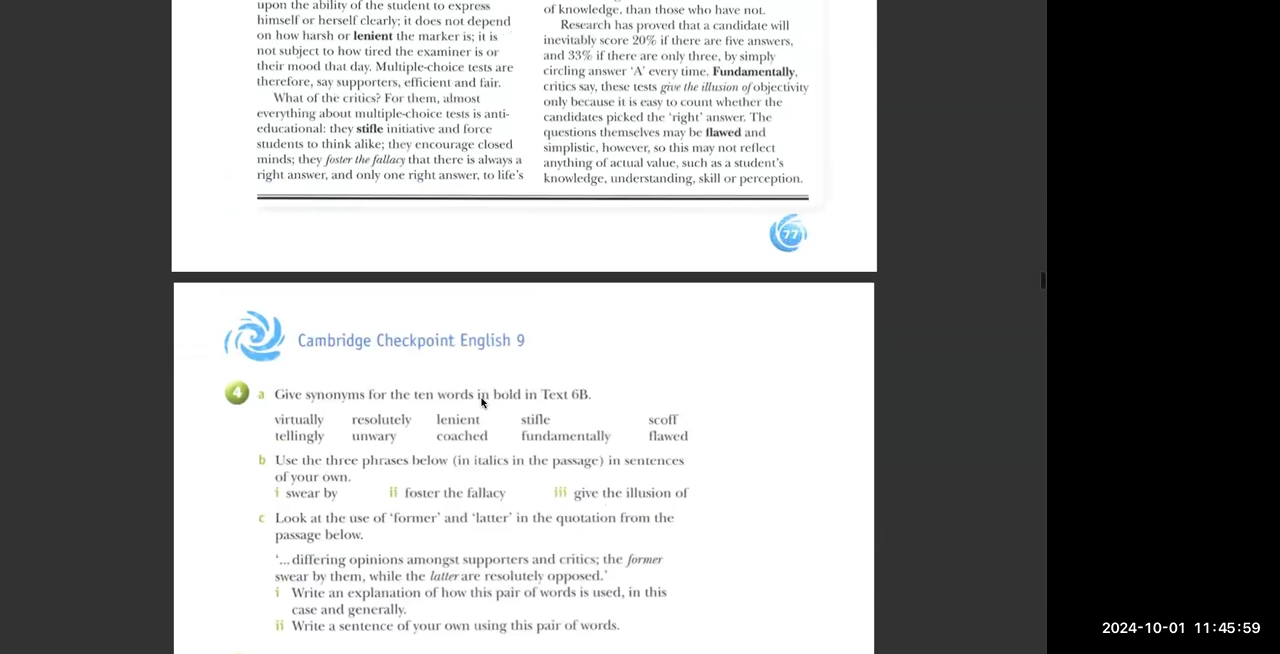 upon the ability of the student to express
himself or herself clearly; it does not depend
on how harsh or lenient the marker is; it is
not subject to how tired the examiner is or
their mood that day. Multiple-choice tests are
therefore, say supporters, efficient and fair.
What of the critics? For them, almost
everything about multiple-choice tests is anti-
educational: they stifle initiative and force
students to think alike; they encourage closed
minds; they foster the fallacy that there is always a
right answer, and only one right answer, to life's
of knowledge, than those who have not.
Research has proved that a candidate will
inevitably score 20% if there are five answers,
and 33% if there are only three, by simply
circling answer 'A' every time. Fundamentally,
critics say, these tests give the illusion of objectivity
only because it is easy to count whether the
candidates picked the 'right' answer. The
questions themselves may be flawed and
simplistic, however, so this may not reflect
anything of actual value, such as a student's
knowledge, understanding, skill or perception.
77
Cambridge Checkpoint English 9
4 a Give synonyms for the ten words in bold in Text 6B.
virtually resolutely lenient stifle scoff
tellingly unwary coached fundamentally flawed
b Use the three phrases below (in italics in the passage) in sentences
of your own.
i swear by ii foster the fallacy iii give the illusion of
c Look at the use of 'former' and 'latter' in the quotation from the
passage below.
'... differing opinions amongst supporters and critics; the former
swear by them, while the latter are resolutely opposed.'
i Write an explanation of how this pair of words is used, in this
case and generally.
ii Write a sentence of your own using this pair of words.
2024-10-01 11:45:59